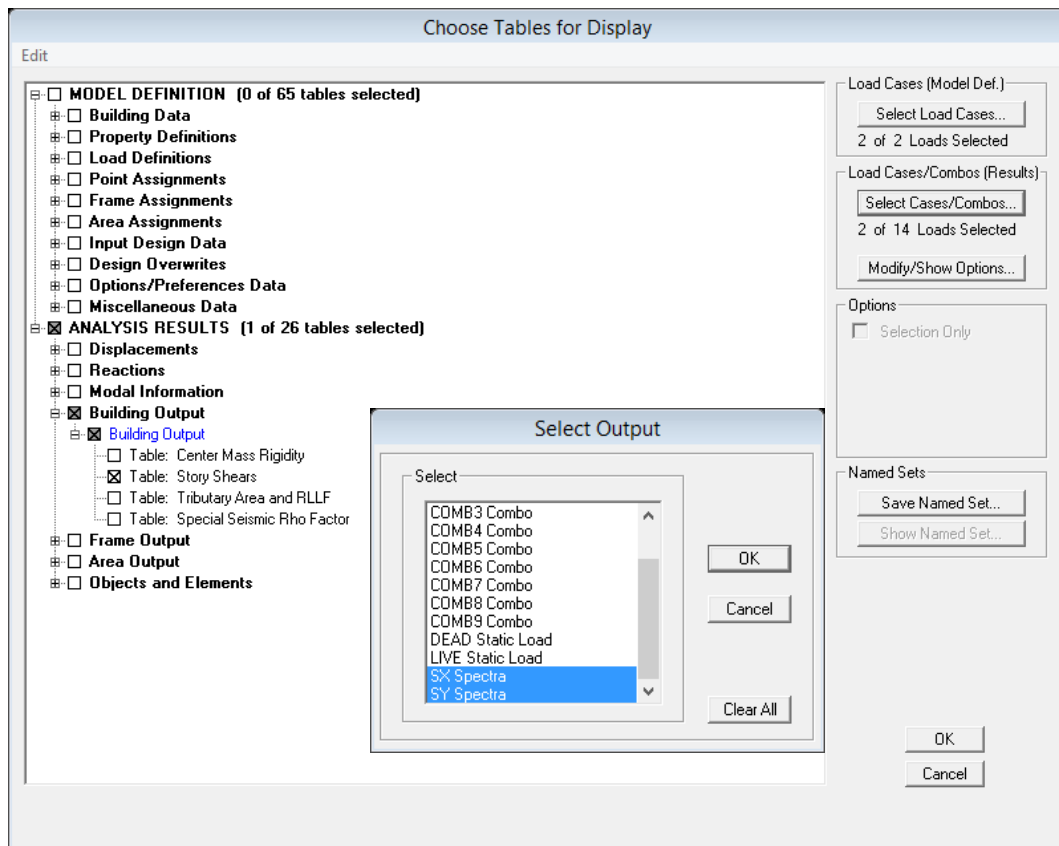 Choose Tables for Display
Edit
MODEL DEFINITION (0 of 65 tables selected)
Building Data
Property Definitions
Load Definitions
Point Assignments
Frame Assignments
Area Assignments
Input Design Data
Design Overwrites
Options/Preferences Data
Miscellaneous Data
ANALYSIS RESULTS (1 of 26 tables selected)
Displacements
Reactions
Modal Information
Building Output
Building Output
Table: Center Mass Rigidity
Table: Story Shears
Table: Tributary Area and RLLF
Table: Special Seismic Rho Factor
Frame Output
Area Output
Objects and Elements
Load Cases (Model Def.)
Select Load Cases...
2 of 2 Loads Selected
Load Cases/Combos (Results)
Select Cases/Combos...
2 of 14 Loads Selected
Modify/Show Options...
Options
Selection Only
Named Sets
Save Named Set...
Show Named Set...
OK
Cancel
Select Output
Select
COMB3 Combo
COMB4 Combo
COMB5 Combo
COMB6 Combo
COMB7 Combo
COMB8 Combo
COMB9 Combo
DEAD Static Load
LIVE Static Load
SX Spectra
SY Spectra
OK
Cancel
Clear All